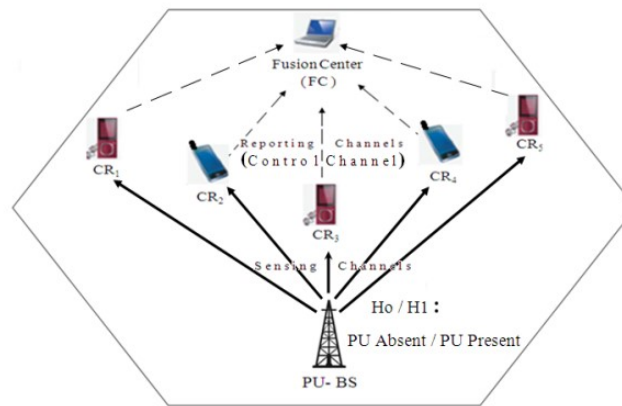 Fusion Center
(FC)
CR1
CR2
CR3
CR4
CR5
Reporting Channels
(Control Channel)
Sensing Channels
Ho / H1 :
PU Absent / PU Present
PU- BS